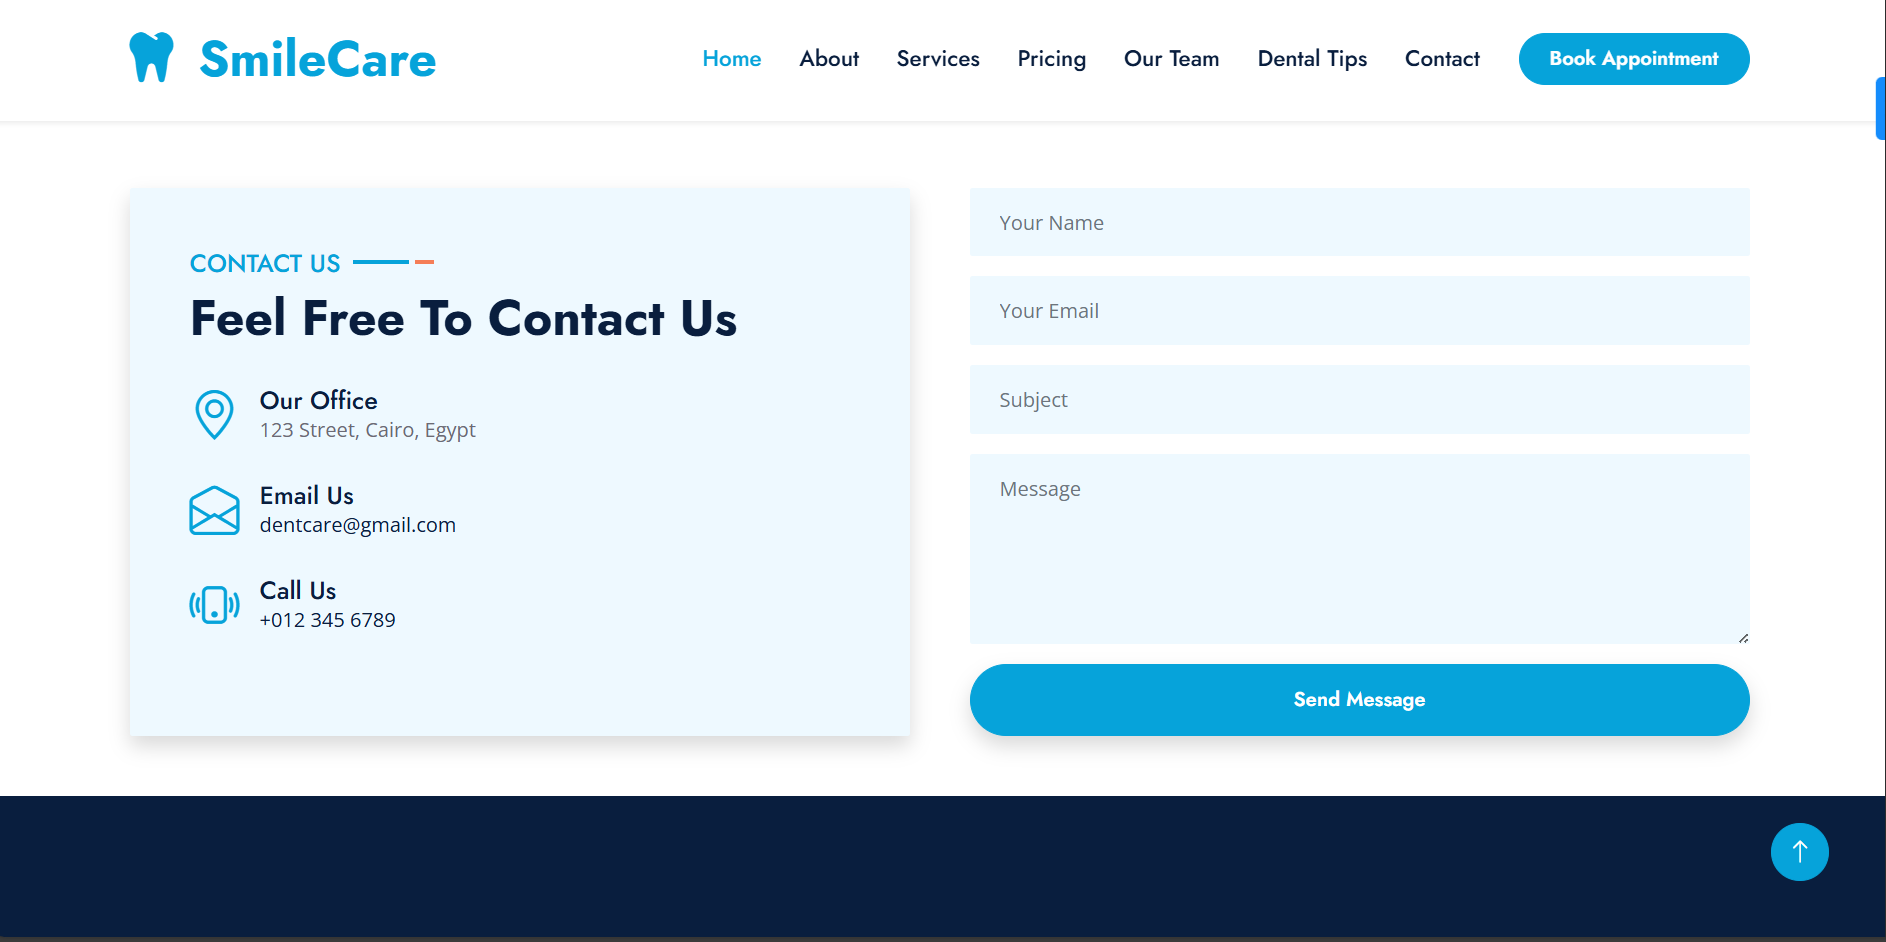 SmileCare
Home About Services Pricing Our Team Dental Tips Contact Book Appointment
CONTACT US
Feel Free To Contact Us
Our Office
123 Street, Cairo, Egypt
Email Us
dentcare@gmail.com
Call Us
+012 345 6789
Your Name
Your Email
Subject
Message
Send Message